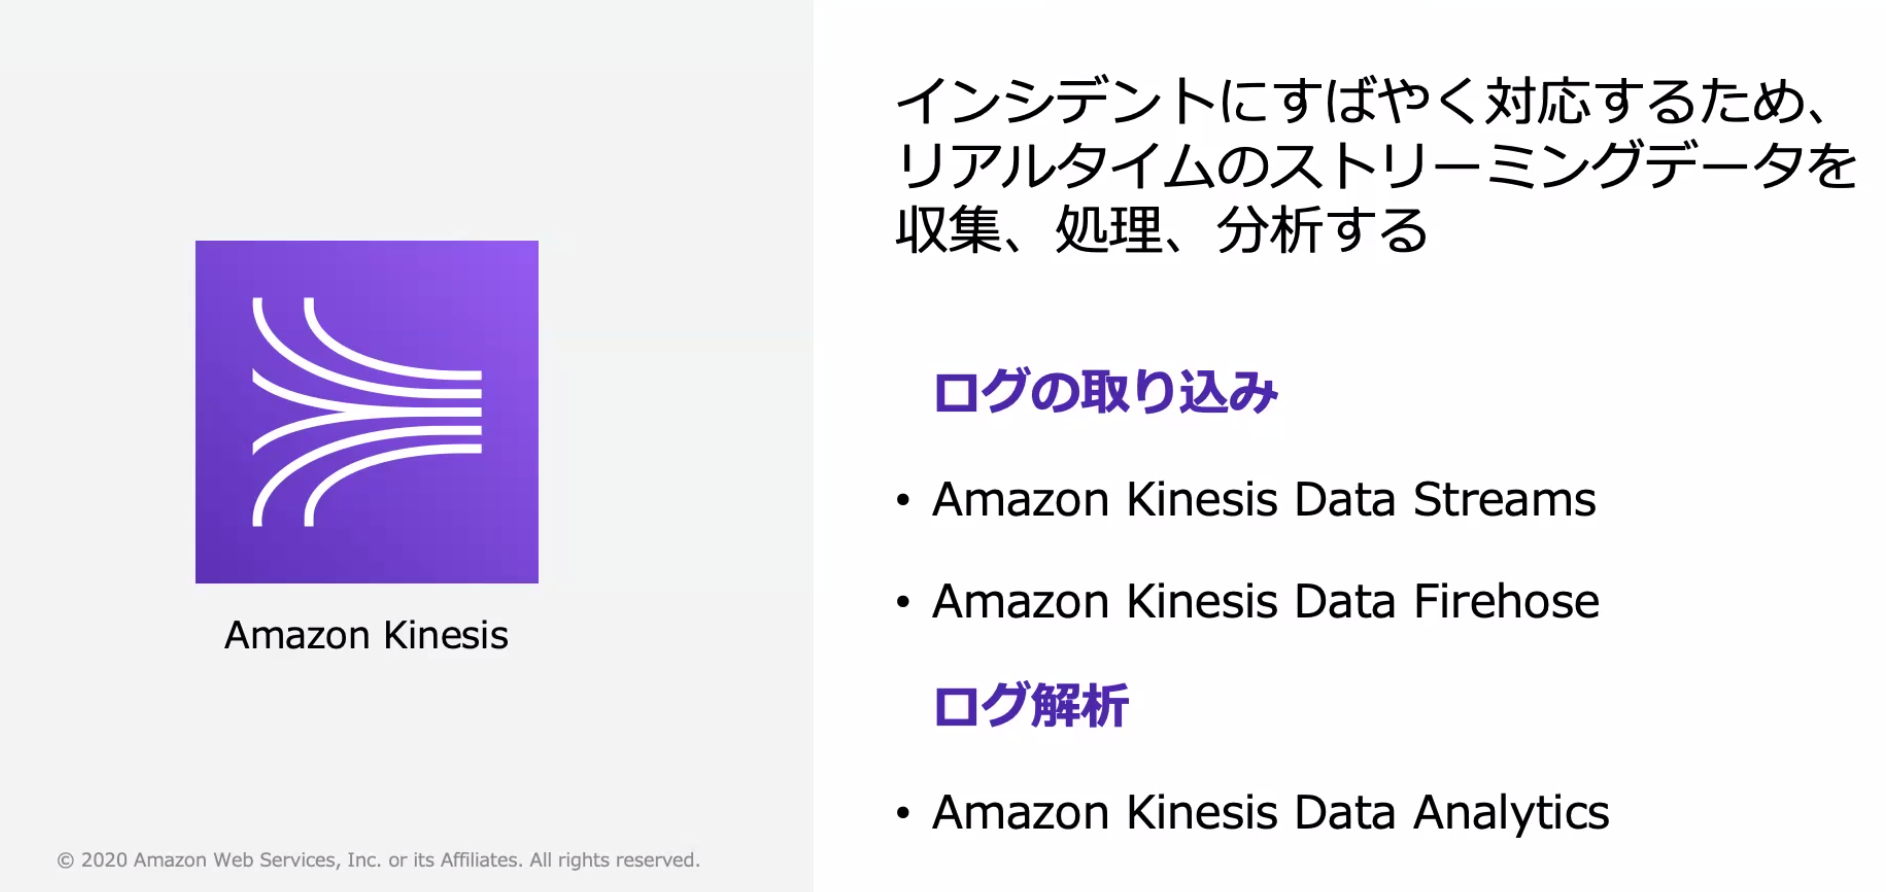 インシデントにすばやく対応するため、
リアルタイムのストリーミングデータを
収集、処理、分析する
ログの取り込み
• Amazon Kinesis Data Streams
• Amazon Kinesis Data Firehose
ログ解析
• Amazon Kinesis Data Analytics
Amazon Kinesis
© 2020 Amazon Web Services, Inc. or its Affiliates. All rights reserved.